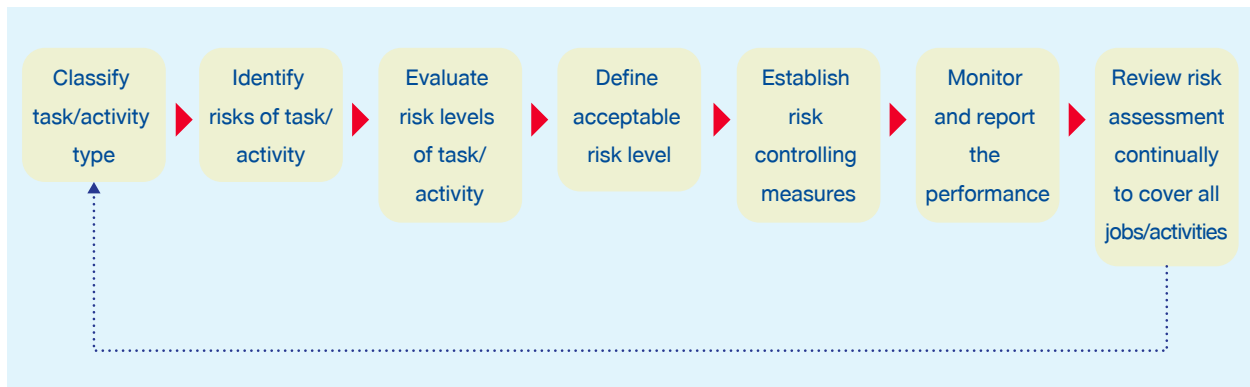 Classify
task/activity
type
Identify
risks of task/
activity
Evaluate
risk levels
of task/
activity
Define
acceptable
risk level
Establish
risk
controlling
measures
Monitor
and report
the
performance
Review risk
assessment
continually
to cover all
jobs/activities